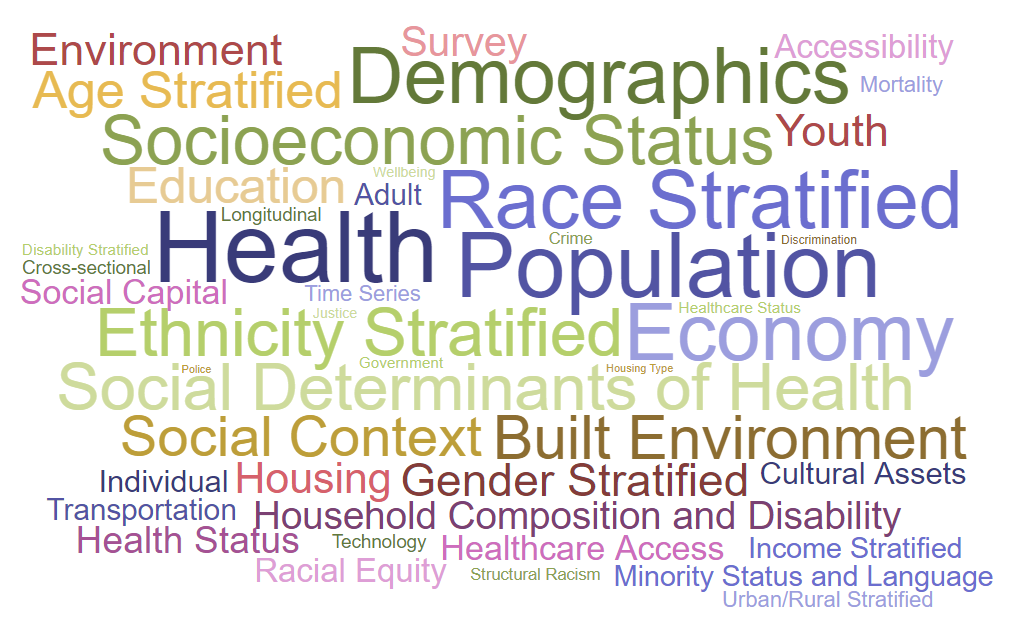 Survey
Environment
Accessibility
Demographics
Age Stratified
Mortality
Socioeconomic Status
Youth
Wellbeing
Education
Adult
Race Stratified
Longitudinal
Health
Crime
Discrimination
Population
Disability Stratified
Cross-sectional
Social Capital
Time Series
Healthcare Status
Justice
Ethnicity Stratified
Economy
Government
Police
Housing Type
Social Determinants of Health
Social Context
Built Environment
Individual
Housing
Gender Stratified
Cultural Assets
Transportation
Household Composition and Disability
Health Status
Technology
Healthcare Access
Income Stratified
Racial Equity
Structural Racism
Minority Status and Language
Urban/Rural Stratified